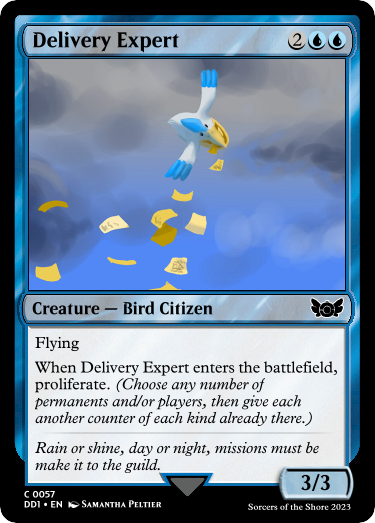 Delivery Expert 2
Creature — Bird Citizen
Flying
When Delivery Expert enters the battlefield,
proliferate. (Choose any number of
permanents and/or players, then give each
another counter of each kind already there.)
Rain or shine, day or night, missions must be
make it to the guild.
3/3
C 0057
DD1 • EN SAMANTHA PELTIER
Sorcers of the Shore 2023